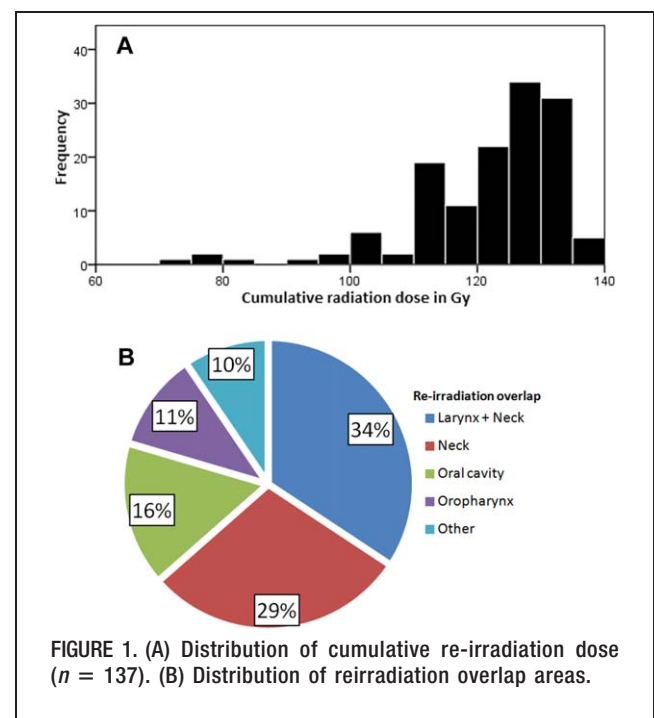 A
40
30
20
10
0
Frequency
60 80 100 120 140
Cumulative radiation dose in Gy
B
10%
11%
16%
29%
34%
Re-irradiation overlap
Larynx + Neck
Neck
Oral cavity
Oropharynx
Other
FIGURE 1. (A) Distribution of cumulative re-irradiation dose
(n = 137). (B) Distribution of reirradiation overlap areas.